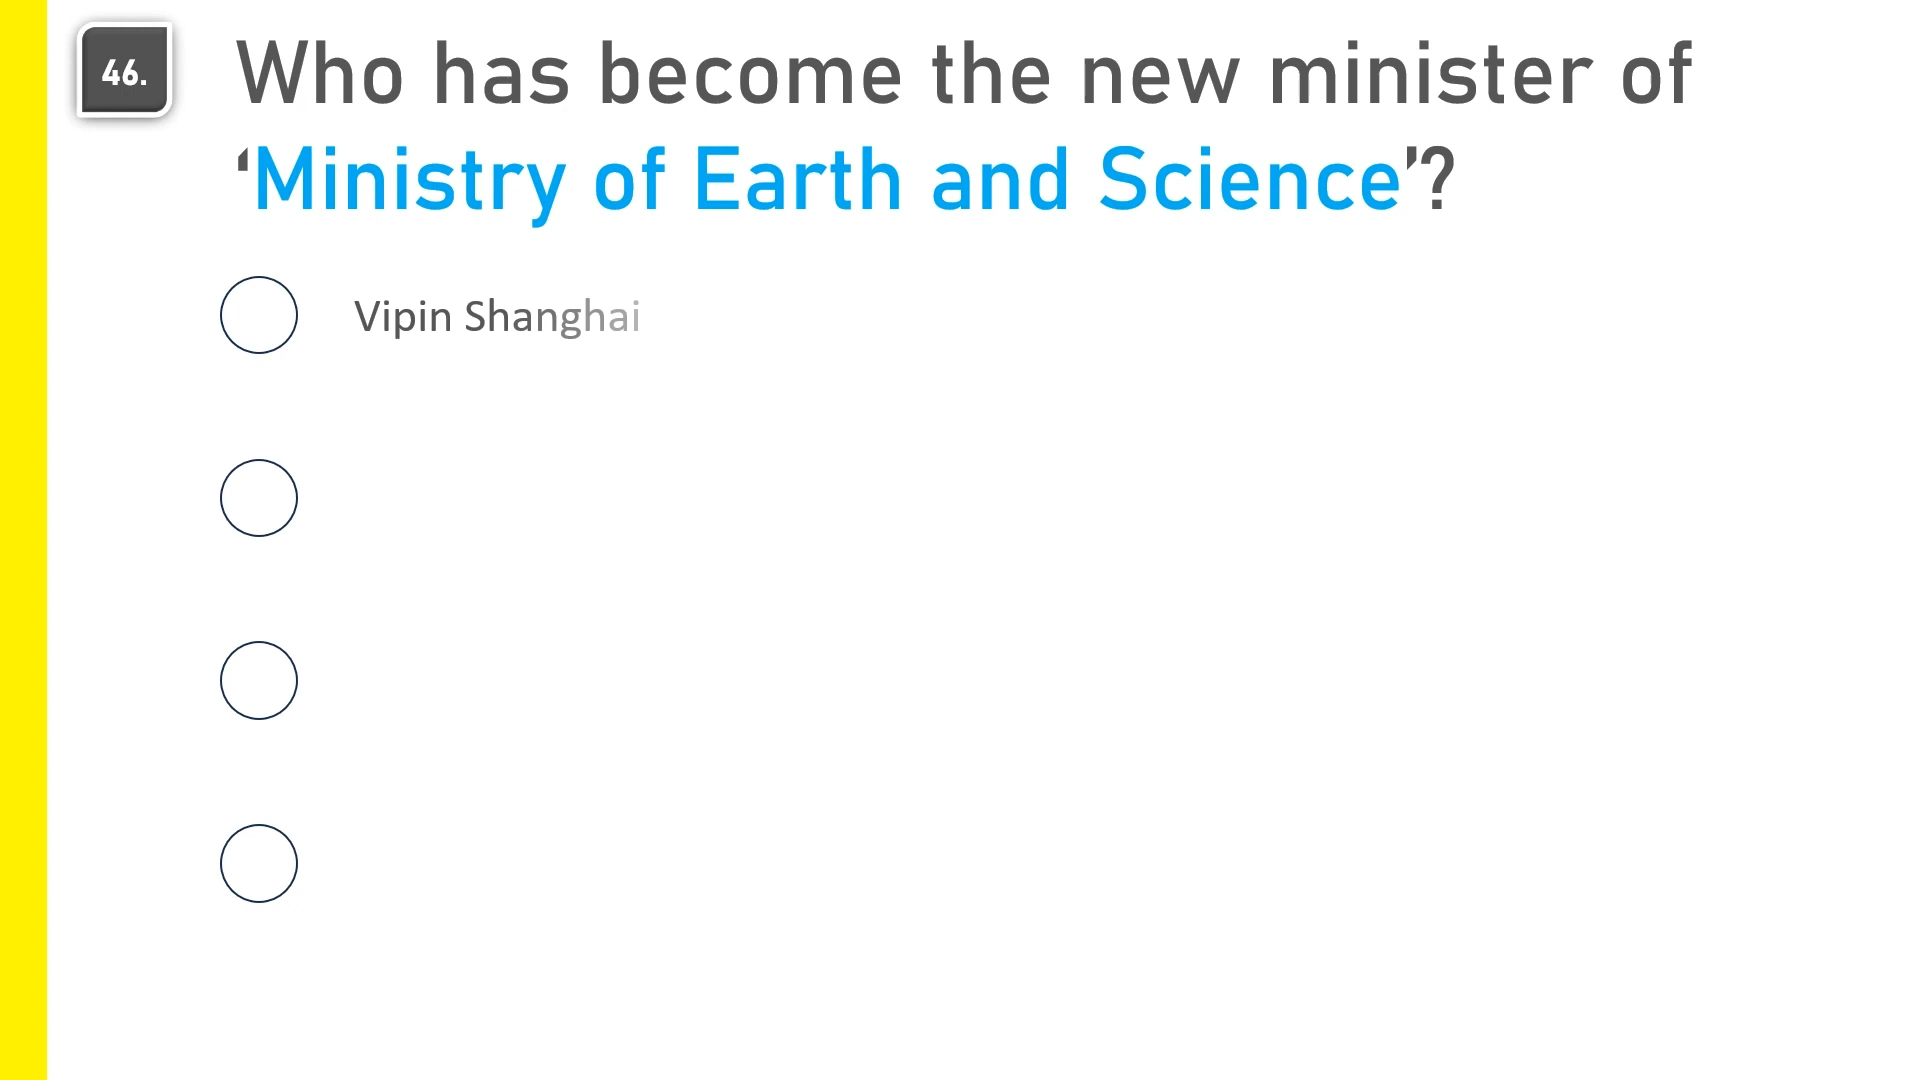 46.
Who has become the new minister of
‘Ministry of Earth and Science’?
Vipin Shanghai